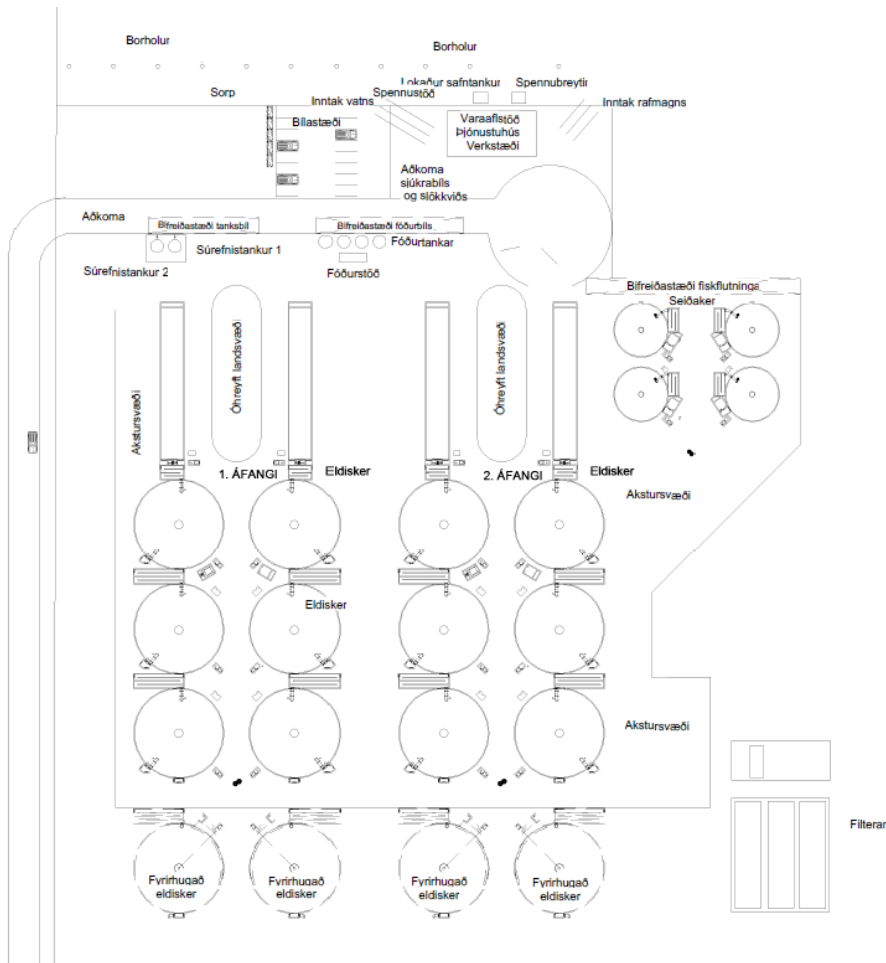 Borholur
Borholur
Lokaður safntankur
Spennubreytir
Sorp
Spennustöð
Inntak vatns
Inntak rafmagns
Bílastæði
Varaaflstöð
Þjónustuhús
Verkstæði
Aðkoma
sjúkrabíls
og slökkviðs
Aðkoma
Bifreiðastæði tanksbíl
Bifreiðastæði fóðurbíls
Súrefnistankur 1
Fóðurtankar
Súrefnistankur 2
Fóðurstöð
Bifreiðastæði fiskflutninga
Seiðaker
Óhreyft landsvæði
Óhreyft landsvæði
Akstursvæði
1. ÁFANGI
Eldisker
2. ÁFANGI
Eldisker
Akstursvæði
Eldisker
Akstursvæði
Filterar
Fyrirhugað
eldisker
Fyrirhugað
eldisker
Fyrirhugað
eldisker
Fyrirhugað
eldisker